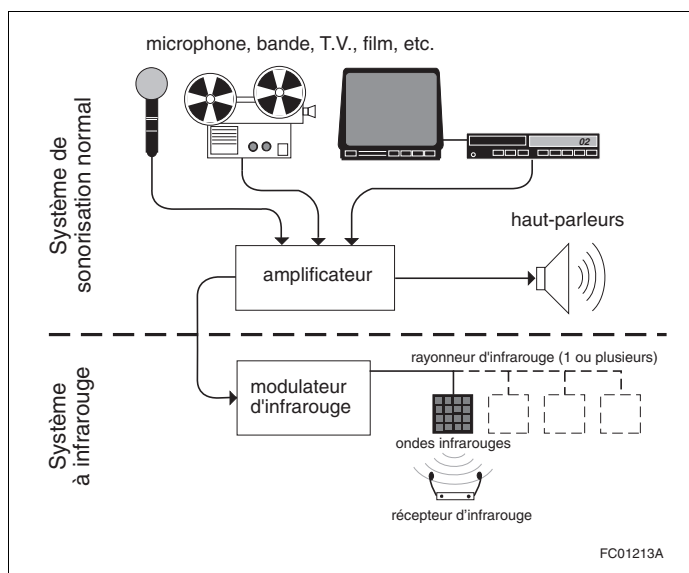 microphone, bande, T.V., film, etc.
02
Système de
sonorisation normal
haut-parleurs
amplificateur
rayonneur d'infrarouge (1 ou plusieurs)
modulateur
d'infrarouge
Système
à infrarouge
ondes infrarouges
récepteur d’infrarouge
FC01213A